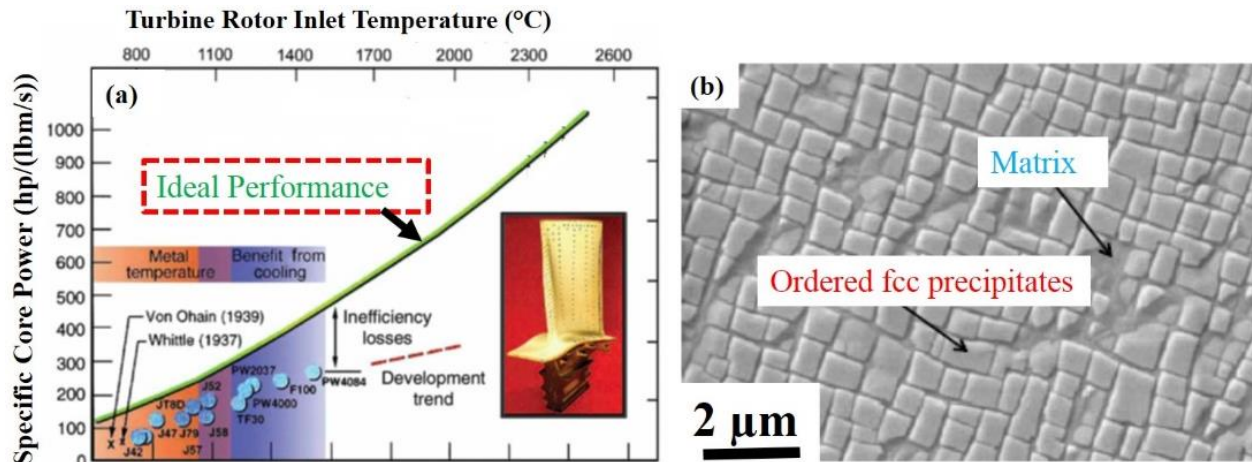 Turbine Rotor Inlet Temperature (°C)
800 1100 1400 1700 2000 2300 2600
Specific Core Power (hp/(lbm/s)
(a)
1000
900
800
700
600
500
400
300
200
100
0
Ideal Performance
Metal
temperature
Benefit from
cooling
Von Ohain (1939)
Whittle (1937)
Inefficiency
losses
Development
trend
J42
J47
JT8D
J79
J57
J52
J58
TF30
PW2037
PW4000
F100
PW4084
(b)
Matrix
Ordered fcc precipitates
2 µm